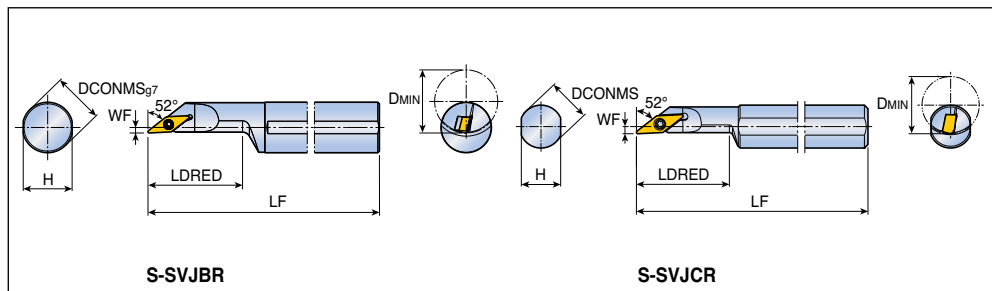 DCONMSg7
52°
WF
H
LDRED
LF
DMIN
S-SVJBR
DCONMS
52°
WF
H
LDRED
LF
DMIN
S-SVJCR